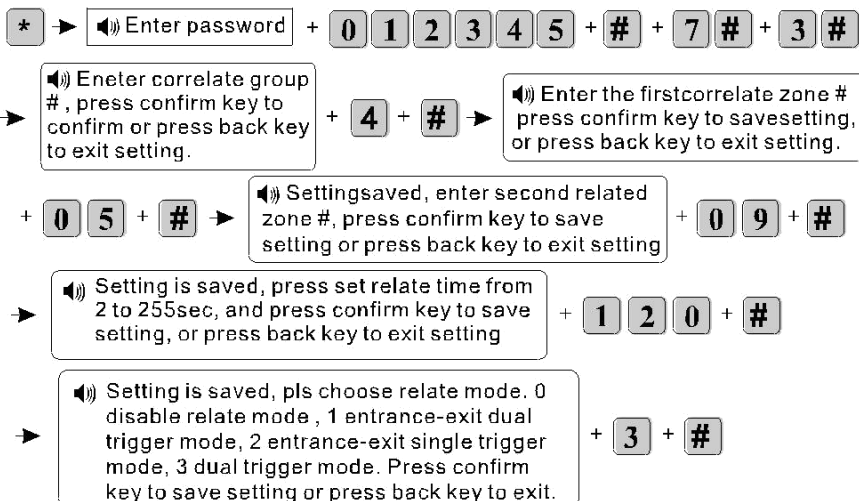 * Enter password + 0 1 2 3 4 5 + # + 7 # + 3 #
Eneter correlate group
# , press confirm key to
confirm or press back key
to exit setting.
+ 4 + #
Enter the firstcorrelate zone #
press confirm key to savesetting,
or press back key to exit setting.
+ 0 5 + #
Settingsaved, enter second related
zone #, press confirm key to save
setting or press back key to exit setting
+ 0 9 + #
Setting is saved, press set relate time from
2 to 255sec, and press confirm key to save
setting, or press back key to exit setting
+ 1 2 0 + #
Setting is saved, pls choose relate mode. 0
disable relate mode , 1 entrance-exit dual
trigger mode, 2 entrance-exit single trigger
mode, 3 dual trigger mode. Press confirm
key to save setting or press back key to exit.
+ 3 + #